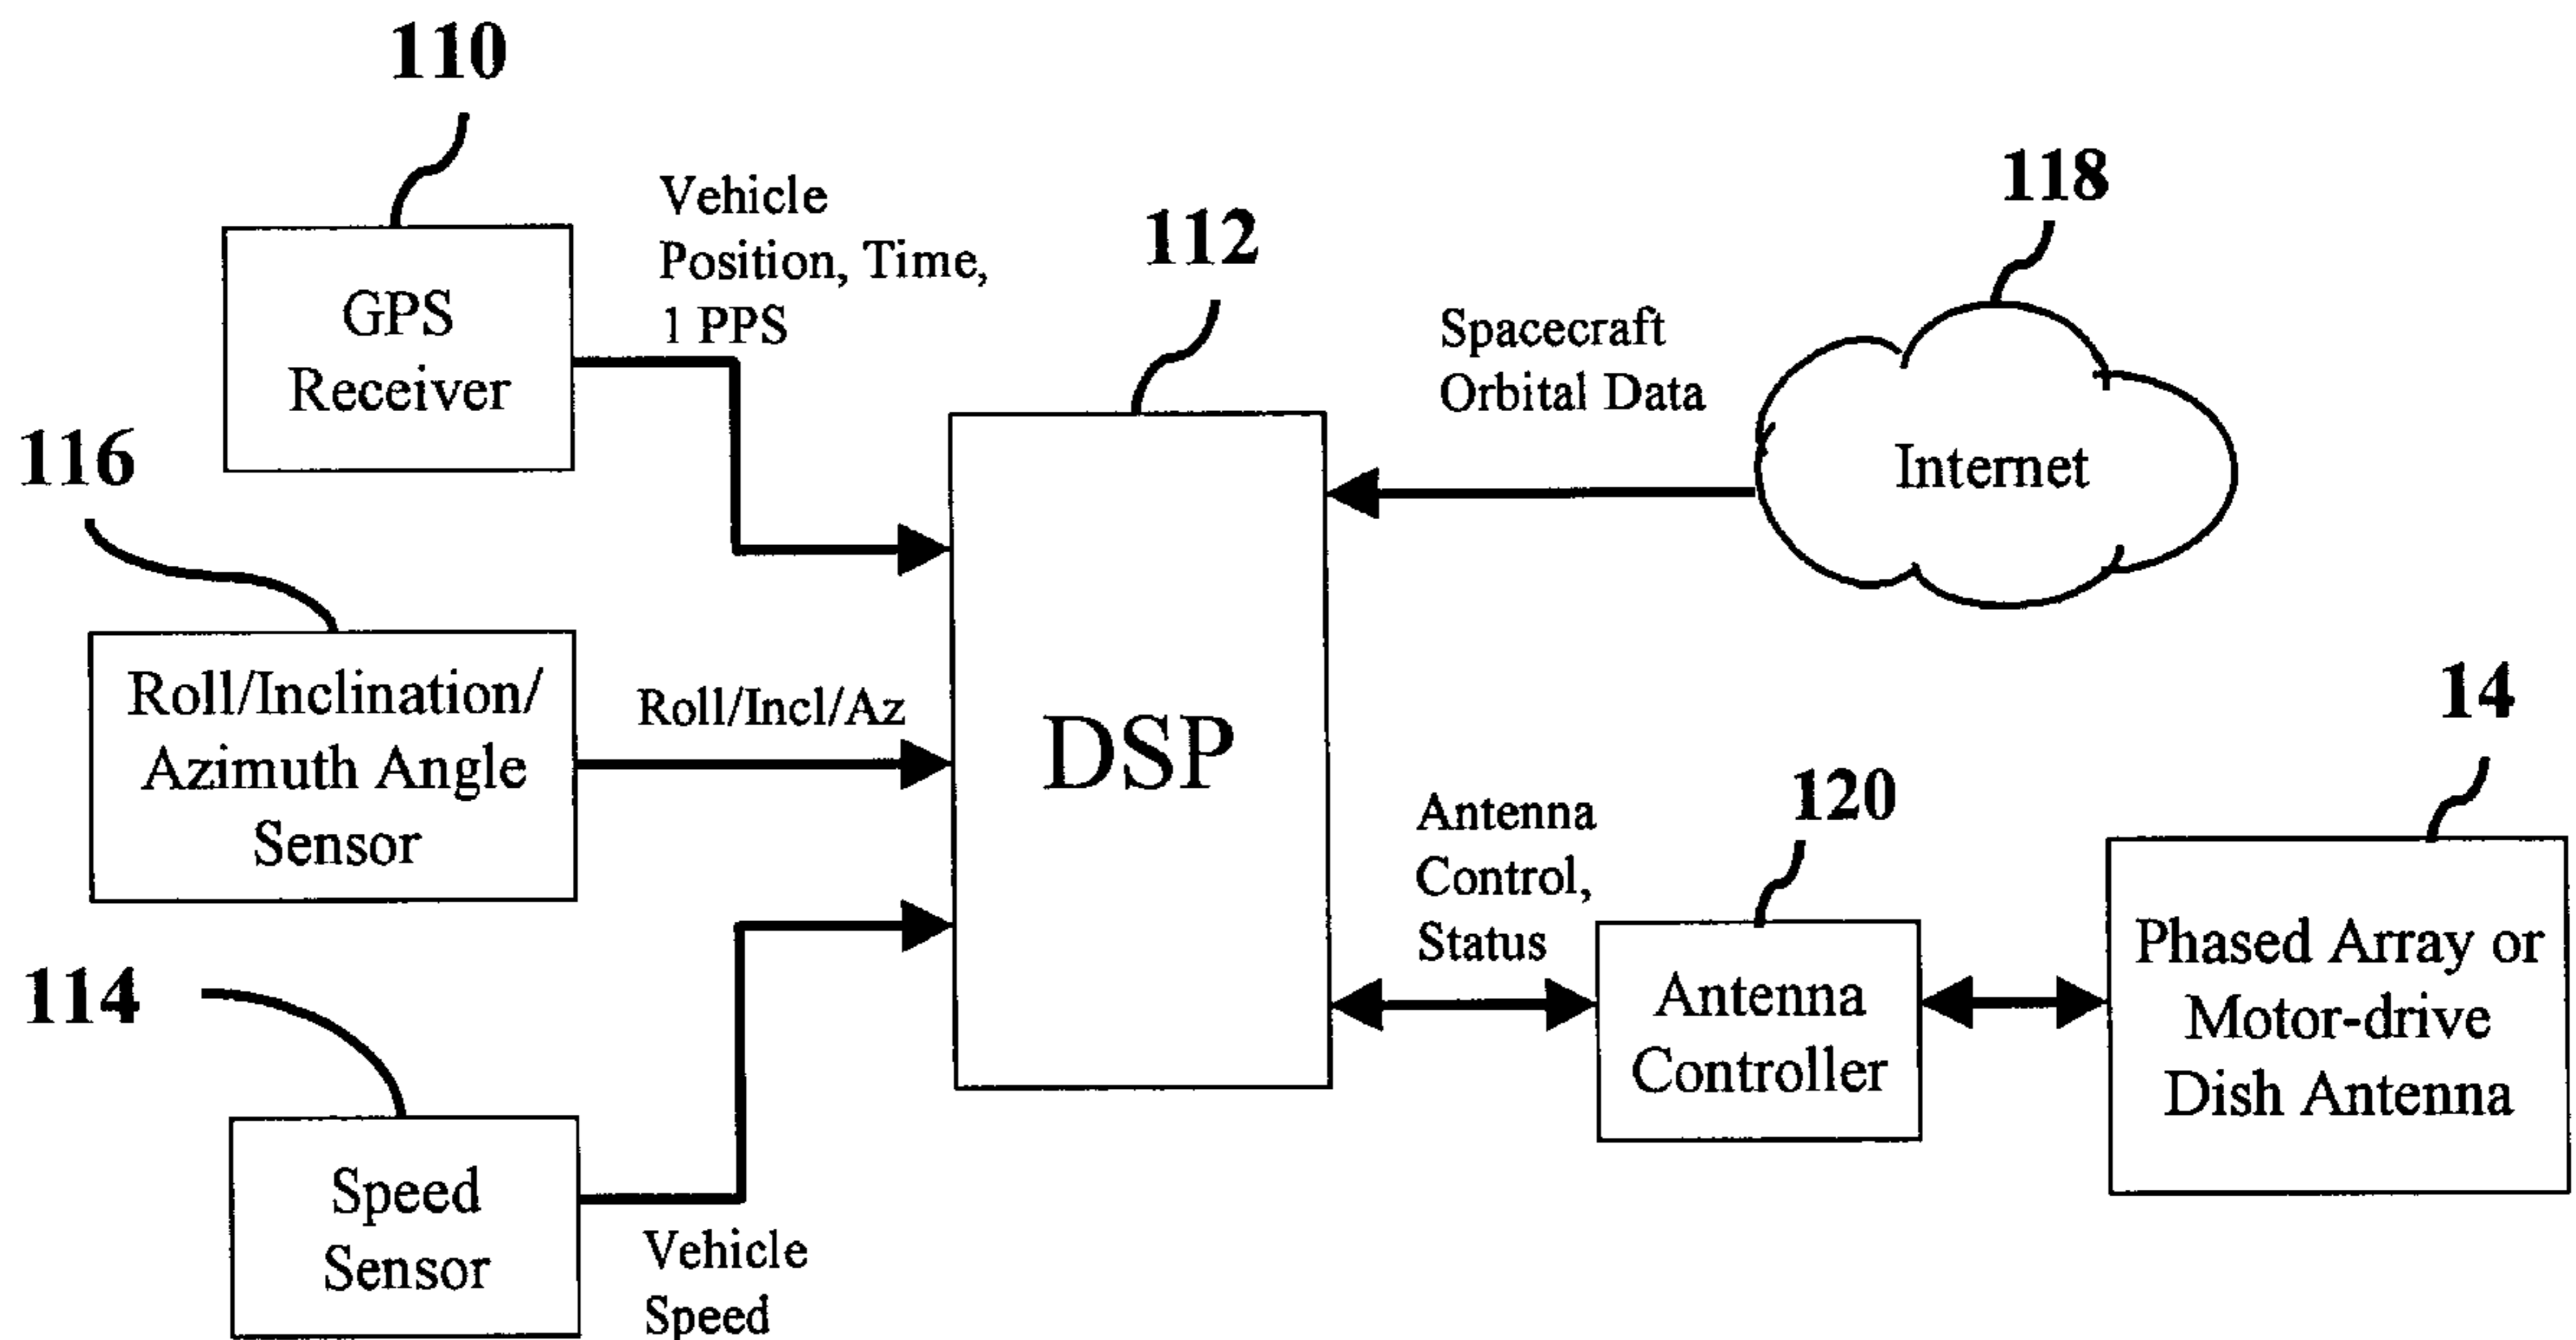 110
GPS
Receiver
Vehicle
Position, Time,
1 PPS
112
118
Spacecraft
Orbital Data
Internet
116
Roll/Inclination/
Azimuth Angle
Sensor
Roll/Incl/Az
DSP
14
120
Antenna
Control,
Status
Antenna
Controller
Phased Array or
Motor-drive
Dish Antenna
114
Speed
Sensor
Vehicle
Speed